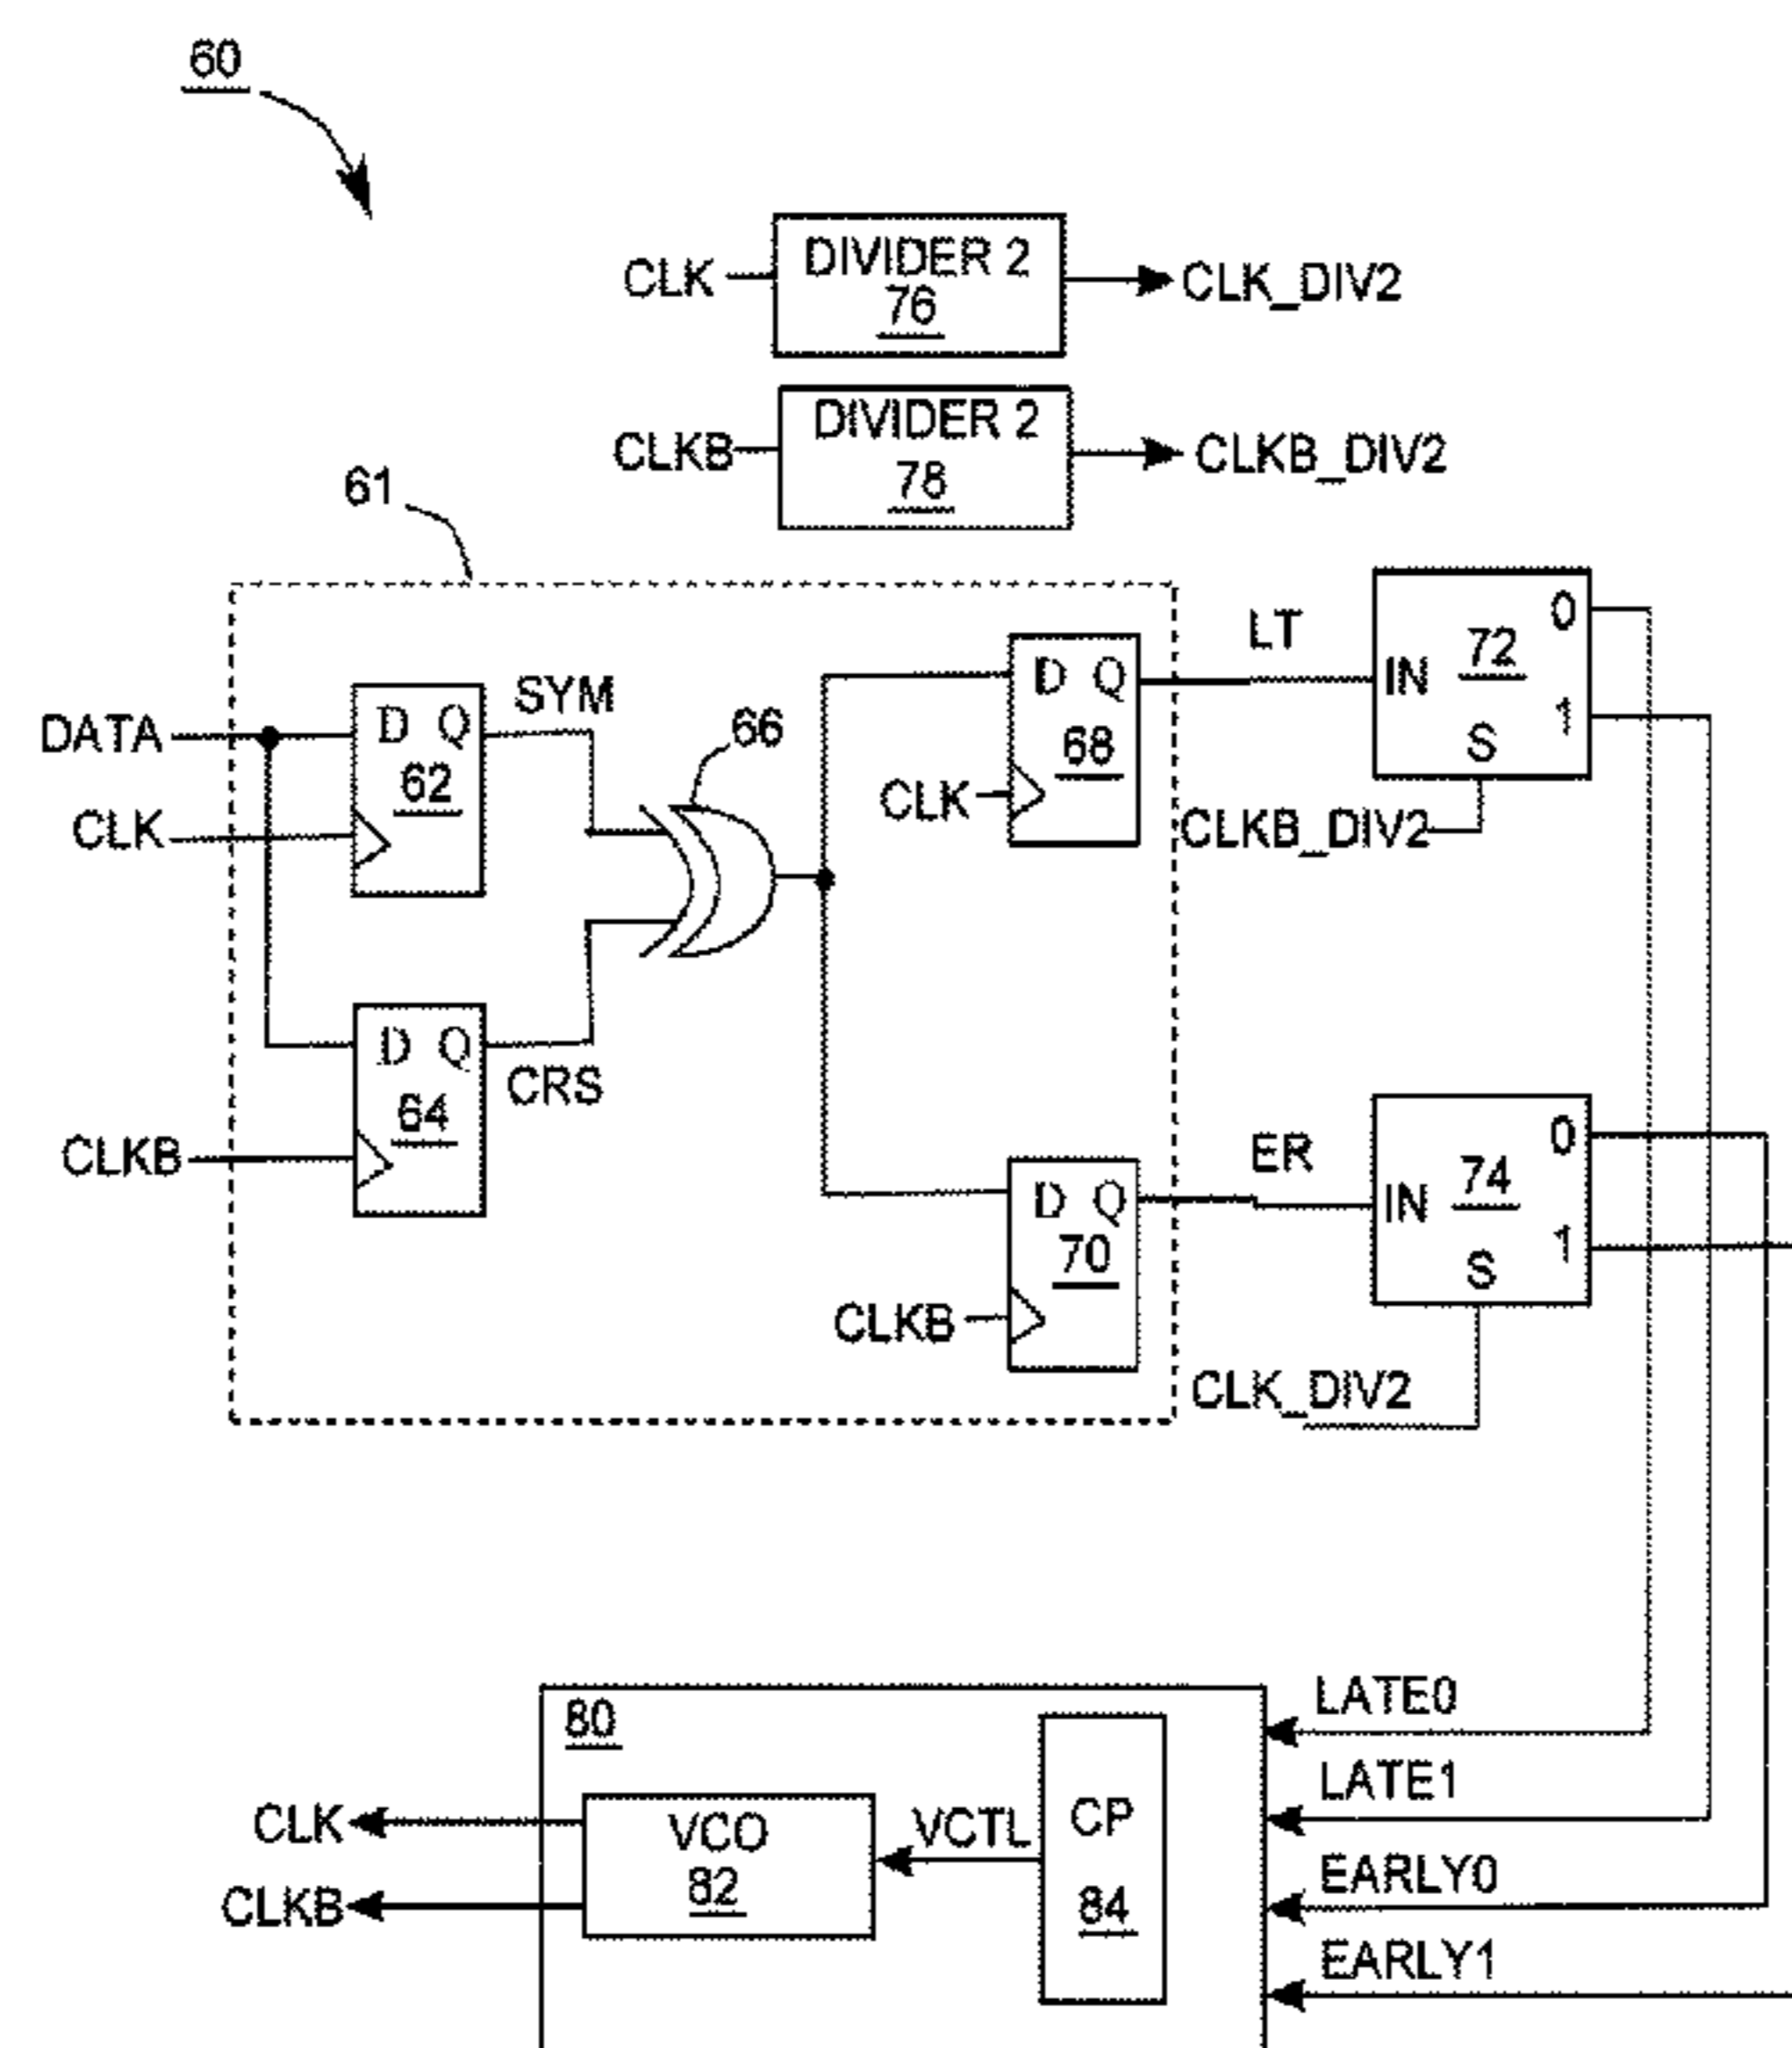 60
CLK
DIVIDER 2
76
CLK_DIV2
CLKB
DIVIDER 2
78
CLKB_DIV2
61
DATA
CLK
D Q
62
SYM
66
D Q
64
CRS
CLKB
D Q
68
CLK
LT
IN
72
0
1
S
CLKB_DIV2
D Q
70
CLKB
ER
IN
74
0
1
S
CLK_DIV2
80
VCO
82
VCTL
CP
84
CLK
CLKB
LATE0
LATE1
EARLY0
EARLY1